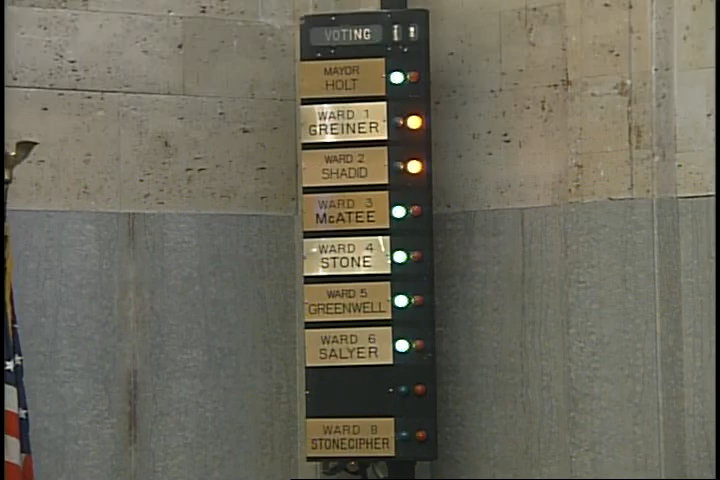 VOTING
MAYOR
HOLT
WARD 1
GREINER
WARD 2
SHADID
WARD 3
McATEE
WARD 4
STONE
WARD 5
GREENWELL
WARD 6
SALYER
WARD 8
STONECIPHER